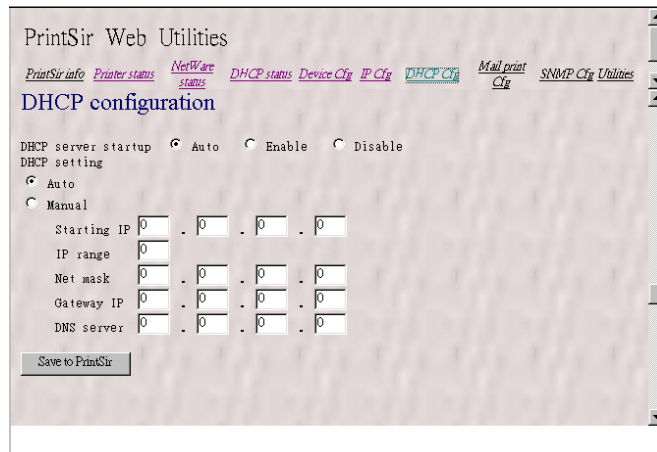 PrintSir Web Utilities
PrintSir info Printer status NetWare status DHCP status Device Cfg IP Cfg DHCP Cfg Mail print Cfg SNMP Cfg Utilities
DHCP configuration
DHCP server startup Auto Enable Disable
DHCP setting
Auto
Manual
Starting IP 0 . 0 . 0 . 0
IP range 0
Net mask 0 . 0 . 0 . 0
Gateway IP 0 . 0 . 0 . 0
DNS server 0 . 0 . 0 . 0
Save to PrintSir